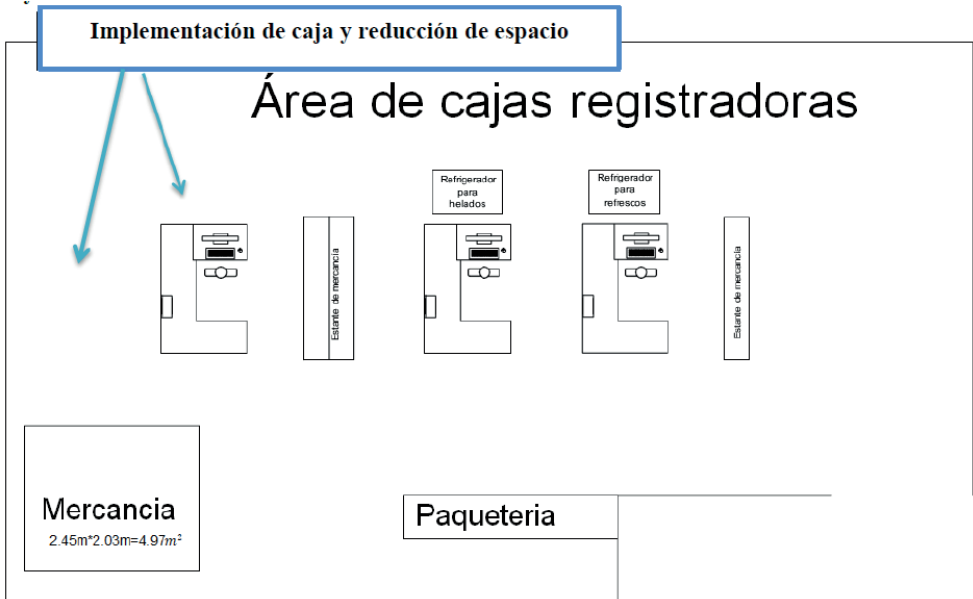 Implementación de caja y reducción de espacio
Área de cajas registradoras
Refrigerador
para
helados
Refrigerador
para
refrescos
Estante de mercancia
Estante de mercancia
Mercancia
2.45m*2.03m=4.97m²
Paqueteria